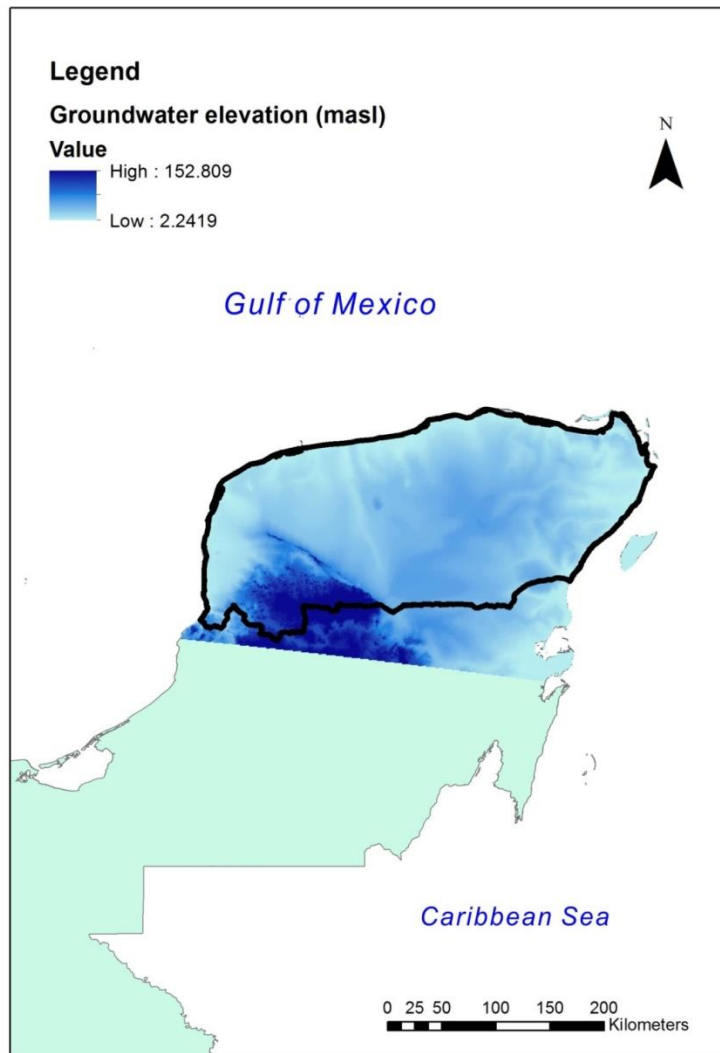 Legend
Groundwater elevation (masl)
Value
High : 152.809
Low : 2.2419
N
Gulf of Mexico
Caribbean Sea
0 25 50 100 150 200
Kilometers